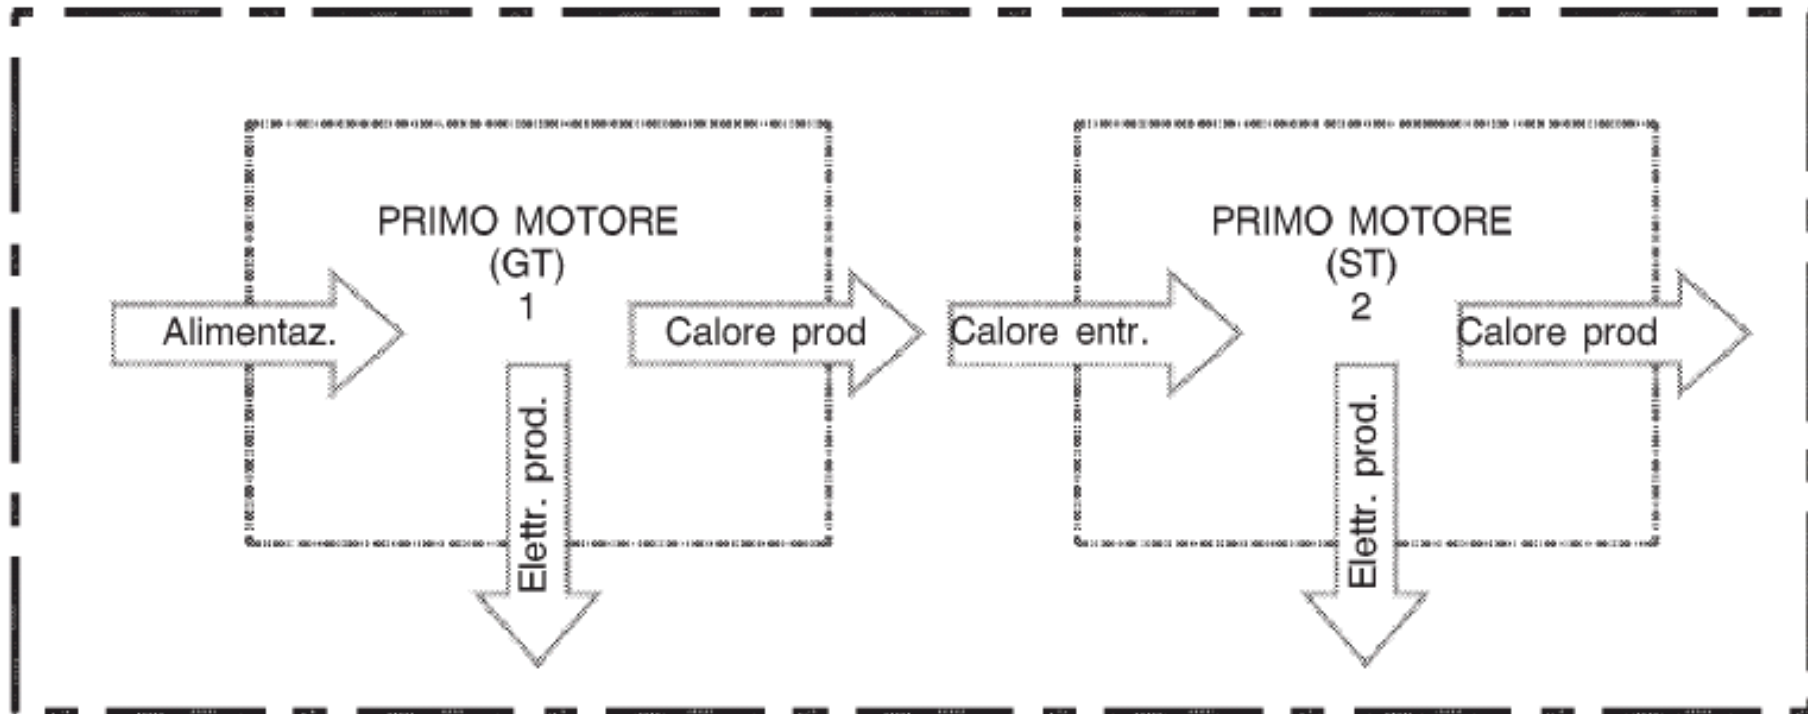 PRIMO MOTORE
(GT)
1
Alimentaz.
Calore prod
Elettr. prod.
PRIMO MOTORE
(ST)
2
Calore entr.
Calore prod
Elettr. prod.